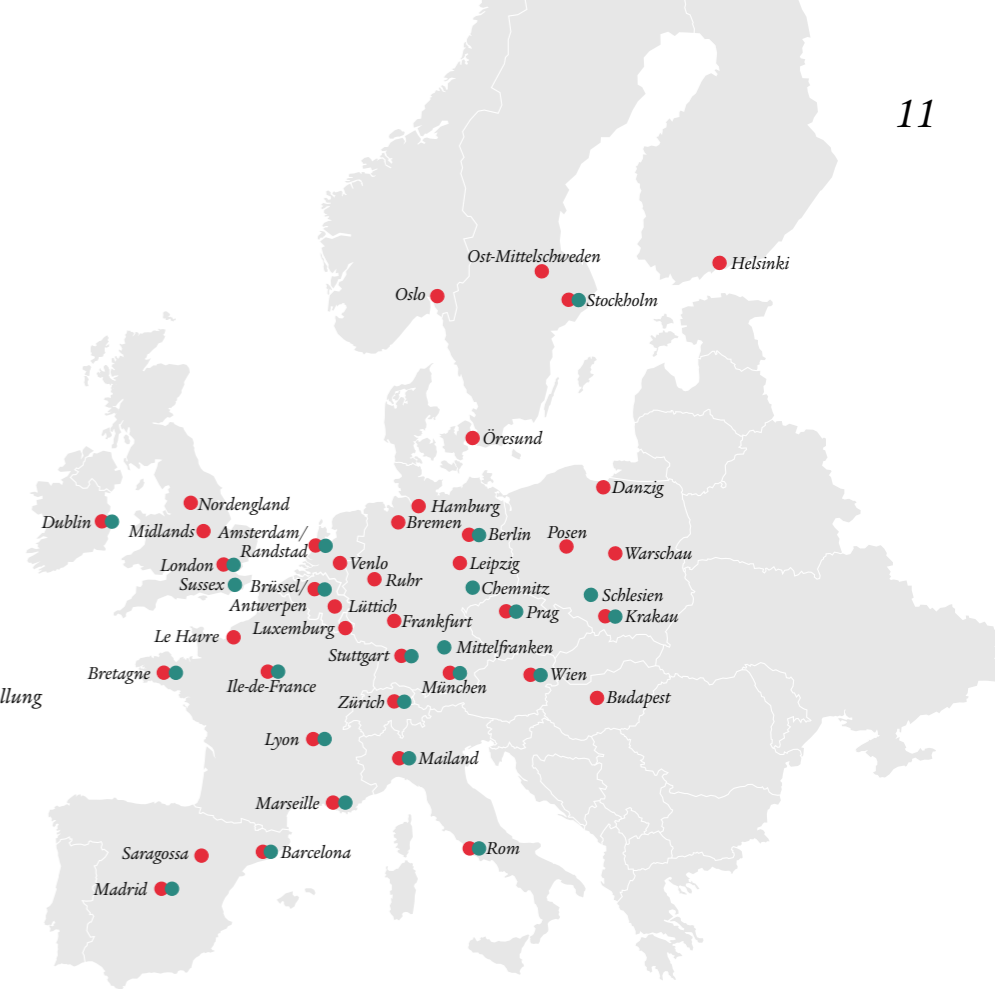 11
Ost-Mittelschweden
Helsinki
Oslo
Stockholm
Öresund
Danzig
Nordengland
Hamburg
Dublin
Bremen
Midlands
Amsterdam/
Randstad
Berlin
Posen
Warschau
London
Venlo
Leipzig
Sussex
Ruhr
Brüssel/
Antwerpen
Chemnitz
Schlesien
Lüttich
Prag
Krakau
Frankfurt
Luxemburg
Le Havre
Stuttgart
Mittelfranken
Bretagne
Ile-de-France
München
Wien
llung
Zürich
Budapest
Lyon
Mailand
Marseille
Saragossa
Barcelona
Rom
Madrid